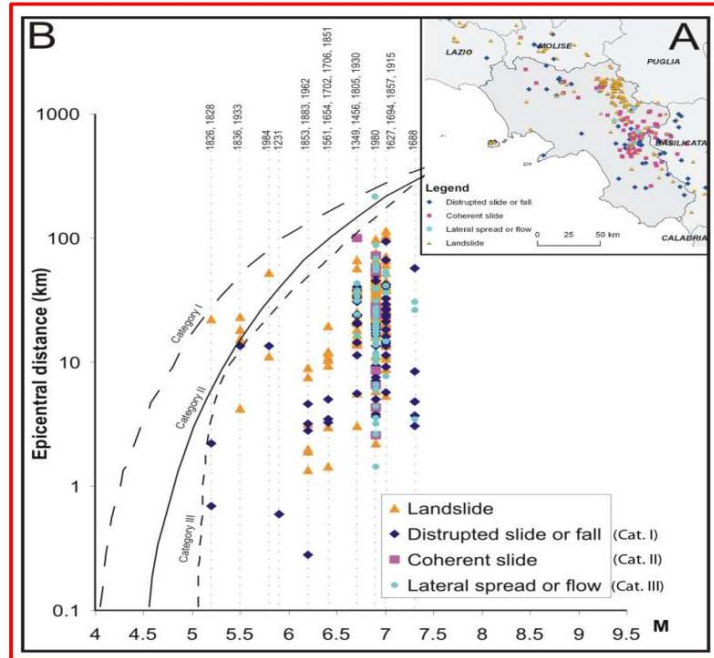 B
A
LAZIO
MOLISE
PUGLIA
BASILICATA
CALABRIA
Legend
Distrupted slide or fall
Coherent slide
Lateral spread or flow
Landslide
0 25 50 km
1826, 1828
1836, 1933
1984
1231
1853, 1883, 1962
1561, 1654, 1702, 1706, 1851
1349, 1456, 1805, 1930
1980
1627, 1694, 1857, 1915
1688
Epicentral distance (km)
1000
100
10
1
0.1
Category I
Category II
Category III
Landslide
Distrupted slide or fall (Cat. I)
Coherent slide (Cat. II)
Lateral spread or flow (Cat. III)
4 4.5 5 5.5 6 6.5 7 7.5 8 8.5 9 9.5 M